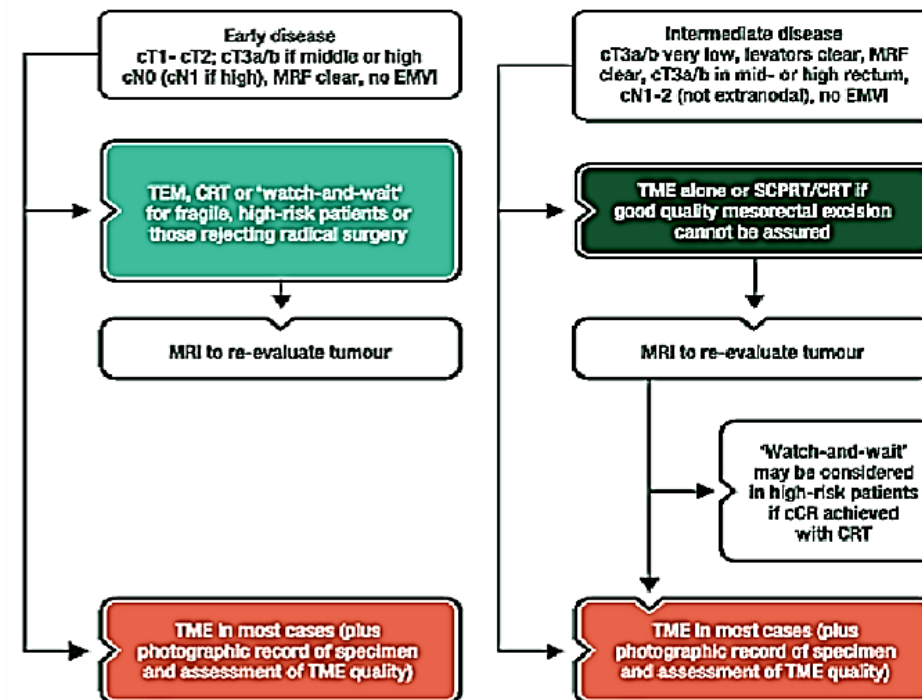 Early disease
cT1- cT2; cT3a/b if middle or high
cN0 (cN1 if high), MRF clear, no EMVI
TEM, CRT or 'watch-and-wait'
for fragile, high-risk patients or
those rejecting radical surgery
MRI to re-evaluate tumour
TME in most cases (plus
photographic record of specimen
and assessment of TME quality)
Intermediate disease
cT3a/b very low, levators clear, MRF
clear, cT3a/b in mid- or high rectum,
cN1-2 (not extranodal), no EMVI
TME alone or SCPRT/CRT if
good quality mesorectal excision
cannot be assured
MRI to re-evaluate tumour
'Watch-and-wait'
may be considered
in high-risk patients
if cCR achieved
with CRT
TME in most cases (plus
photographic record of specimen
and assessment of TME quality)